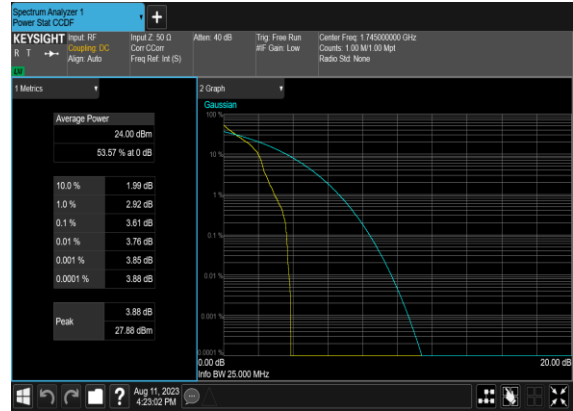 Spectrum Analyzer 1
Power Stat CCDF
KEYSIGHT
R T
LXI
Input: RF
Coupling: DC
Align: Auto
Input Z: 50 Ω
Corr CCorr
Freq Ref: Int (S)
Atten: 40 dB
Trig: Free Run
#IF Gain: Low
Center Freq: 1.745000000 GHz
Counts: 1.00 M/1.00 Mpt
Radio Std: None
1 Metrics
Average Power
24.00 dBm
53.57 % at 0 dB
10.0 % 1.99 dB
1.0 % 2.92 dB
0.1 % 3.61 dB
0.01 % 3.76 dB
0.001 % 3.85 dB
0.0001 % 3.88 dB
Peak
3.88 dB
27.88 dBm
2 Graph
Gaussian
100 %
10 %
1 %
0.1 %
0.01 %
0.001 %
0.0001 %
0.00 dB 20.00 dB
Info BW 25.000 MHz
?
Aug 11, 2023
4:23:02 PM